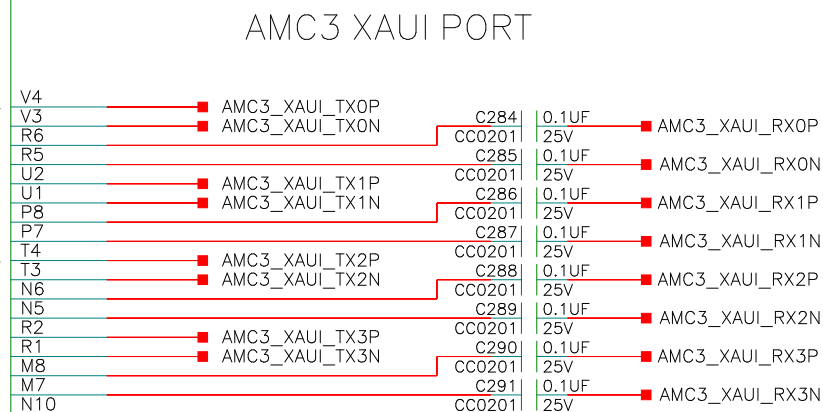 AMC3 XAUI PORT
V4
AMC3_XAUI_TX0P
V3
AMC3_XAUI_TX0N
C284 0.1UF
AMC3_XAUI_RX0P
R6
CC0201 25V
R5
C285 0.1UF
AMC3_XAUI_RX0N
U2
AMC3_XAUI_TX1P
CC0201 25V
U1
AMC3_XAUI_TX1N
C286 0.1UF
AMC3_XAUI_RX1P
P8
CC0201 25V
P7
C287 0.1UF
AMC3_XAUI_RX1N
T4
AMC3_XAUI_TX2P
CC0201 25V
T3
AMC3_XAUI_TX2N
C288 0.1UF
AMC3_XAUI_RX2P
N6
CC0201 25V
N5
C289 0.1UF
AMC3_XAUI_RX2N
R2
AMC3_XAUI_TX3P
CC0201 25V
R1
AMC3_XAUI_TX3N
C290 0.1UF
AMC3_XAUI_RX3P
M8
CC0201 25V
M7
C291 0.1UF
AMC3_XAUI_RX3N
N10
CC0201 25V